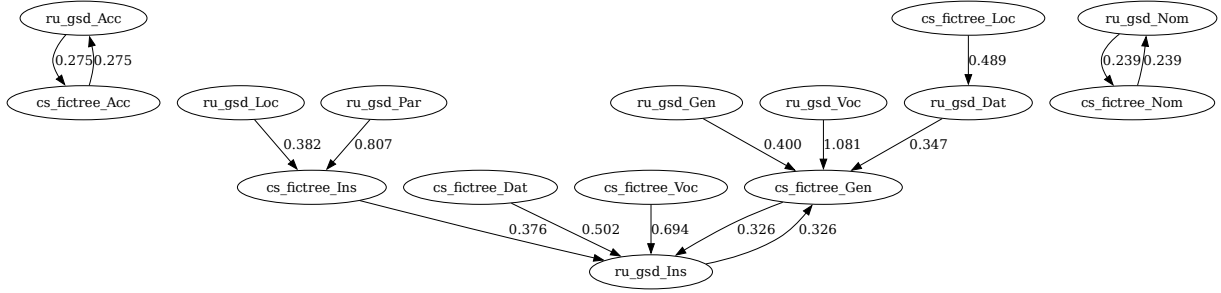 ru_gsd_Acc
cs_fictree_Loc
ru_gsd_Nom
0.275
0.275
0.489
0.239
0.239
cs_fictree_Acc
ru_gsd_Loc
ru_gsd_Par
ru_gsd_Gen
ru_gsd_Voc
ru_gsd_Dat
cs_fictree_Nom
0.382
0.807
0.400
1.081
0.347
cs_fictree_Ins
cs_fictree_Dat
cs_fictree_Voc
cs_fictree_Gen
0.376
0.502
0.694
0.326
0.326
ru_gsd_Ins